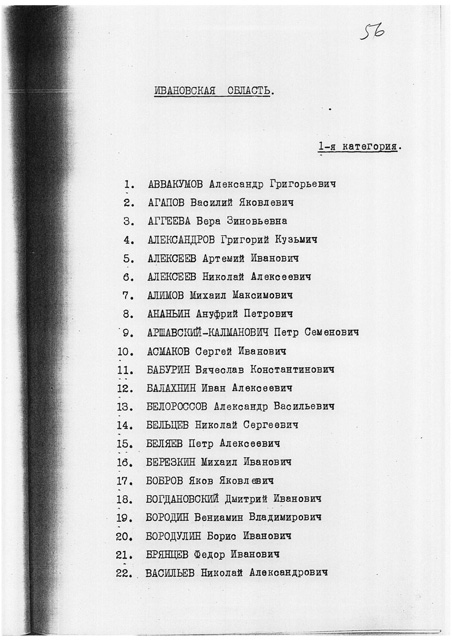 56
ИВАНОВСКАЯ ОБЛАСТЬ.
1-я категория.
1. АВВАКУМОВ Александр Григорьевич
2. АГАПОВ Василий Яковлевич
3. АГГЕЕВА Вера Зиновьевна
4. АЛЕКСАНДРОВ Григорий Кузьмич
5. АЛЕКСЕЕВ Артемий Иванович
6. АЛЕКСЕЕВ Николай Алексеевич
7. АЛИМОВ Михаил Максимович
8. АНАНЬИН Ануфрий Петрович
9. АРШАВСКИЙ-КАЛМАНОВИЧ Петр Семенович
10. АСМАКОВ Сергей Иванович
11. БАБУРИН Вячеслав Константинович
12. БАЛАХНИН Иван Алексеевич
13. БЕЛОРОССОВ Александр Васильевич
14. БЕЛЬЦЕВ Николай Сергеевич
15. БЕЛЯЕВ Петр Алексеевич
16. БЕРЕЗКИН Михаил Иванович
17. БОБРОВ Яков Яковлевич
18. БОГДАНОВСКИЙ Дмитрий Иванович
19. БОРОДИН Вениамин Владимирович
20. БОРОДУЛИН Борис Иванович
21. БРЯНЦЕВ Федор Иванович
22. ВАСИЛЬЕВ Николай Александрович